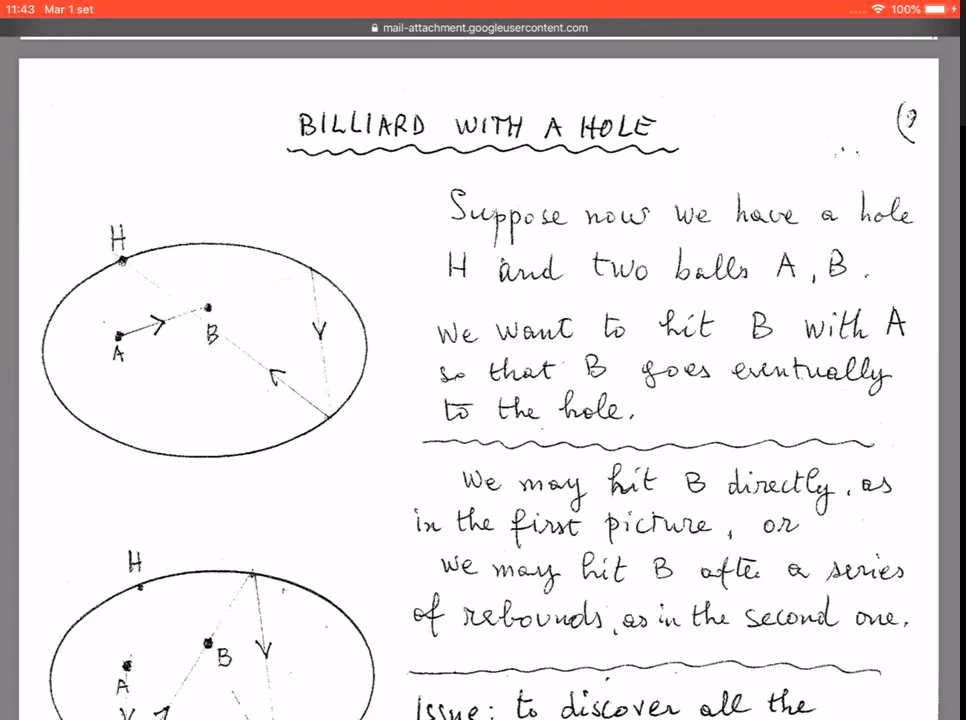 11:43 Mar 1 set
100%
mail-attachment.googleusercontent.com
BILLIARD WITH A HOLE
(9
Suppose now we have a hole
H and two balls A, B.
We want to hit B with A
so that B goes eventually
to the hole.
H
A
B
We may hit B directly, as
in the first picture, or
we may hit B after a series
of rebounds, as in the second one.
H
B
A
Issue: to discover all the